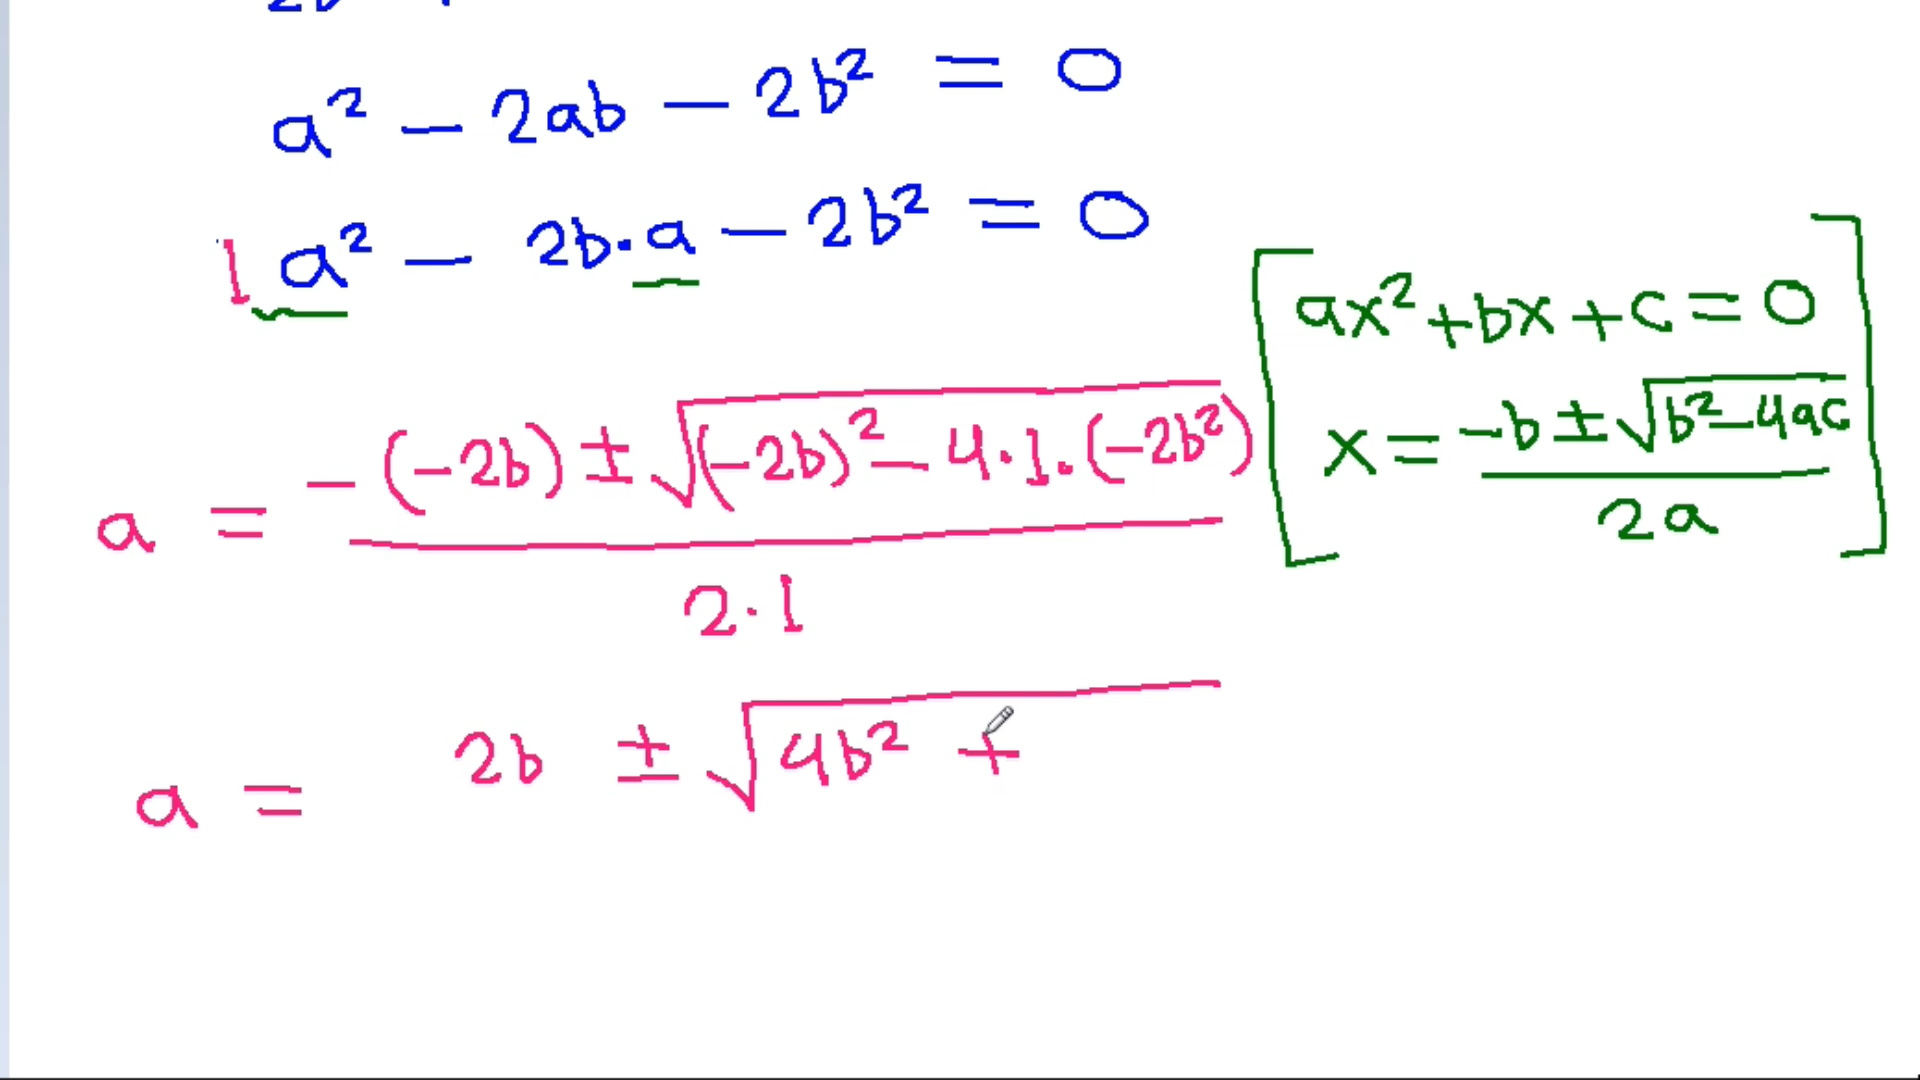 a² − 2ab − 2b² = 0
1 a² − 2b·a − 2b² = 0
[ax² + bx + c = 0
x = (-b ± √(b² − 4ac)) / 2a]
a = (−(−2b) ± √((−2b)² − 4·1·(−2b²))) / 2·1
a = 2b ± √(4b² +